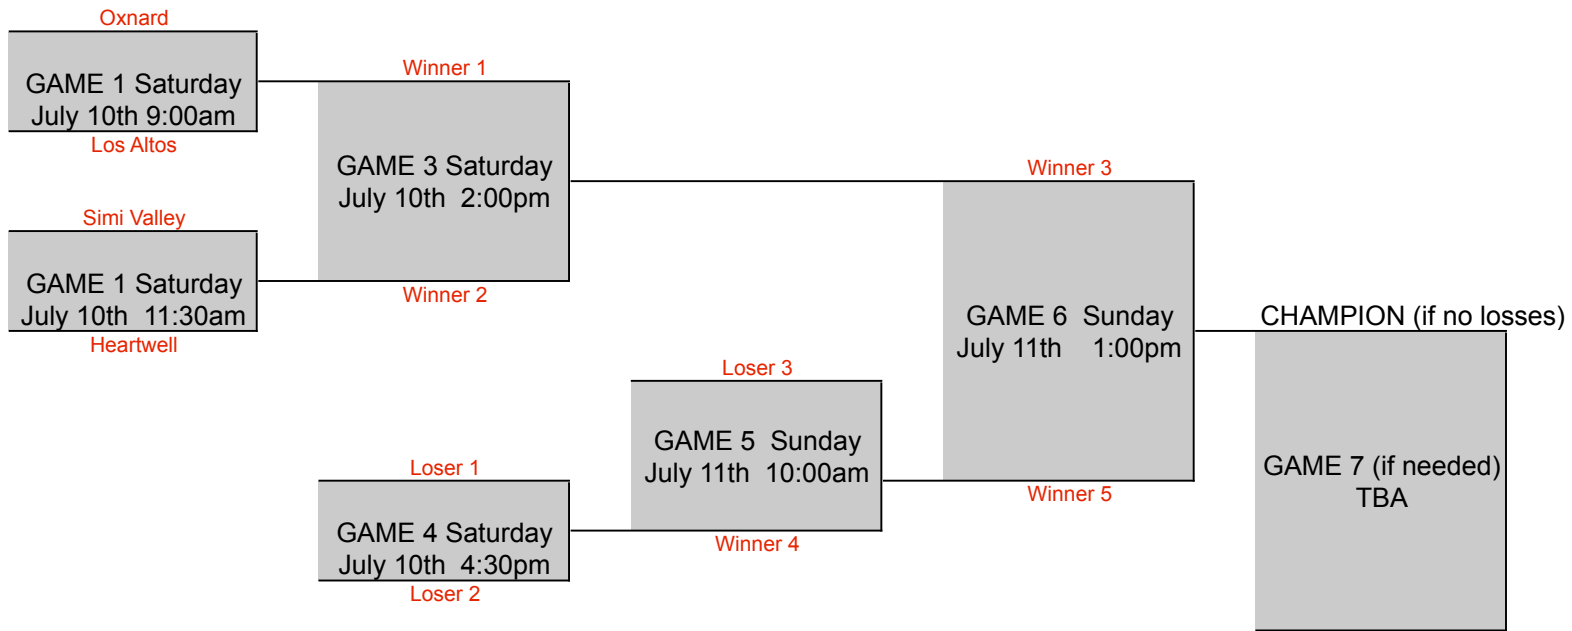 Oxnard
GAME 1 Saturday
July 10th 9:00am
Los Altos
Simi Valley
GAME 1 Saturday
July 10th  11:30am
Heartwell
Winner 1
GAME 3 Saturday
July 10th  2:00pm
Winner 2
Loser 1
GAME 4 Saturday
July 10th  4:30pm
Loser 2
Loser 3
GAME 5  Sunday
July 11th  10:00am
Winner 4
Winner 3
GAME 6  Sunday
July 11th    1:00pm
Winner 5
CHAMPION (if no losses)
GAME 7 (if needed)
TBA